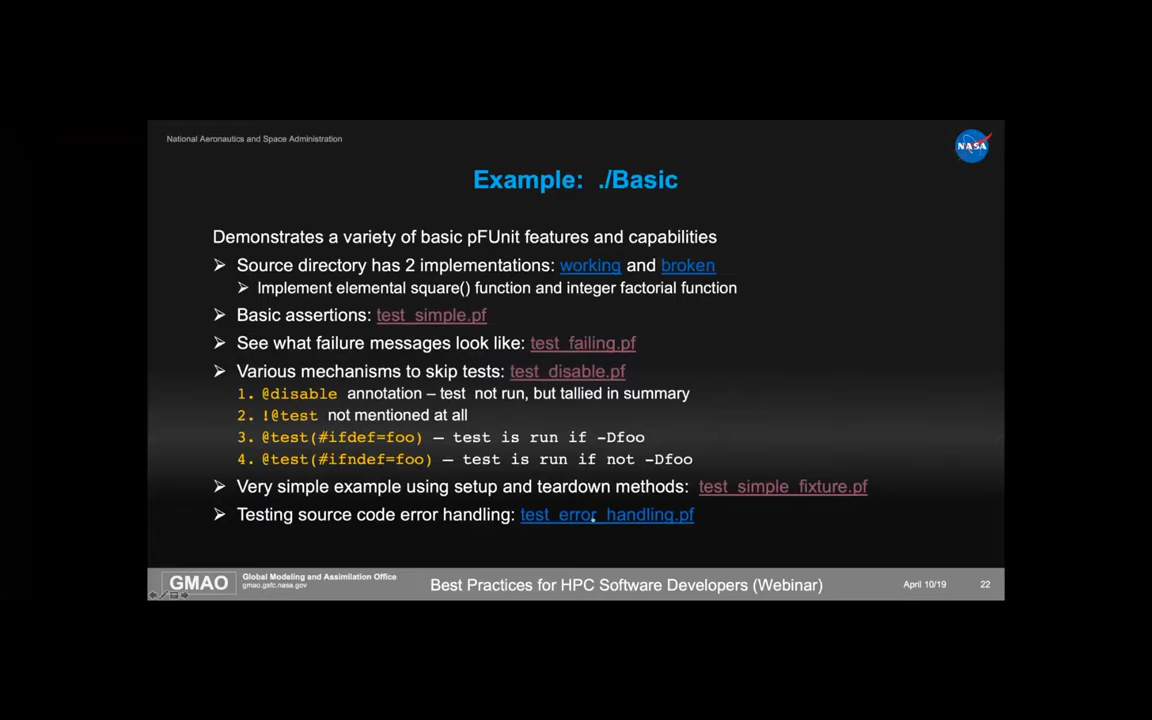 National Aeronautics and Space Administration
NASA
Example: ./Basic
Demonstrates a variety of basic pFUnit features and capabilities
➢ Source directory has 2 implementations: working and broken
➢ Implement elemental square() function and integer factorial function
➢ Basic assertions: test_simple.pf
➢ See what failure messages look like: test_failing.pf
➢ Various mechanisms to skip tests: test_disable.pf
1. @disable annotation – test not run, but tallied in summary
2. !@test not mentioned at all
3. @test(#ifdef=foo) – test is run if -Dfoo
4. @test(#ifndef=foo) – test is run if not -Dfoo
➢ Very simple example using setup and teardown methods: test_simple_fixture.pf
➢ Testing source code error handling: test_error_handling.pf
GMAO
Global Modeling and Assimilation Office
gmao.gsfc.nasa.gov
Best Practices for HPC Software Developers (Webinar)
April 10/19
22